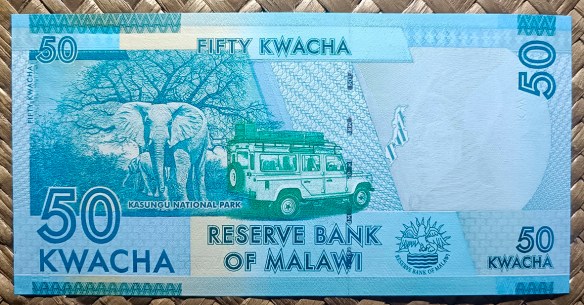 50
FIFTY KWACHA
50
FIFTY KWACHA
KASUNGU NATIONAL PARK
50
KWACHA
RESERVE BANK
OF MALAWI
RESERVE BANK OF MALAWI
50
KWACHA